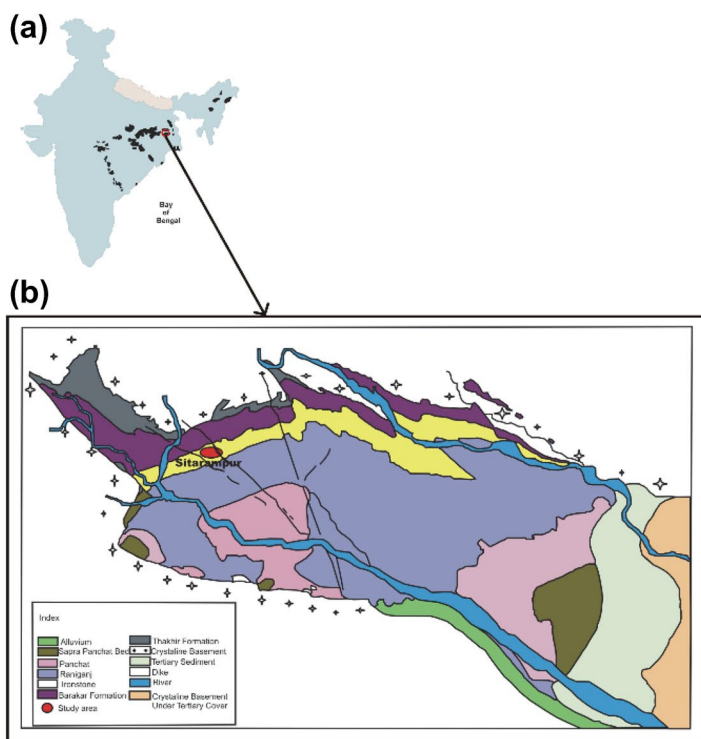 (a)
Bay
of
Bengal
(b)
Sitarampur
Index
Alluvium
Sapra Panchat Bed
Panchat
Raniganj
Ironstone
Barakar Formation
Study area
Thakhir Formation
Crystaline Basement
Tertiary Sediment
Dike
River
Crystaline Basement
Under Tertiary Cover